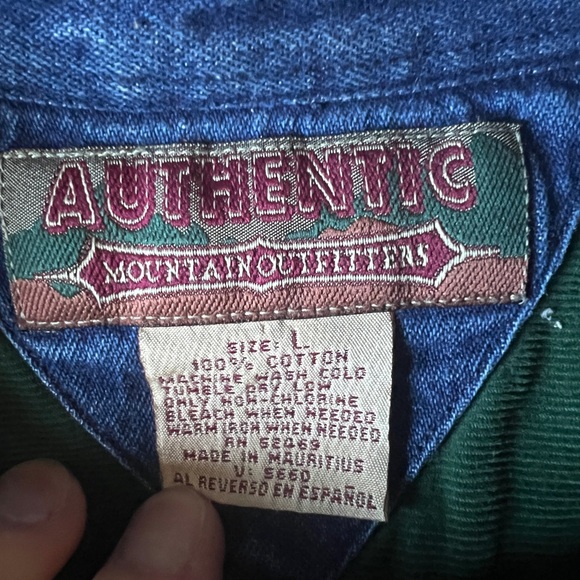 AUTHENTIC
MOUNTAIN OUTFITTERS
SIZE: L
100% COTTON
MACHINE WASH COLD
TUMBLE DRY LOW
ONLY NON-CHLORINE
BLEACH WHEN NEEDED
WARM IRON WHEN NEEDED
RN 52469
MADE IN MAURITIUS
V: 5550
AL REVERSO EN ESPAÑOL